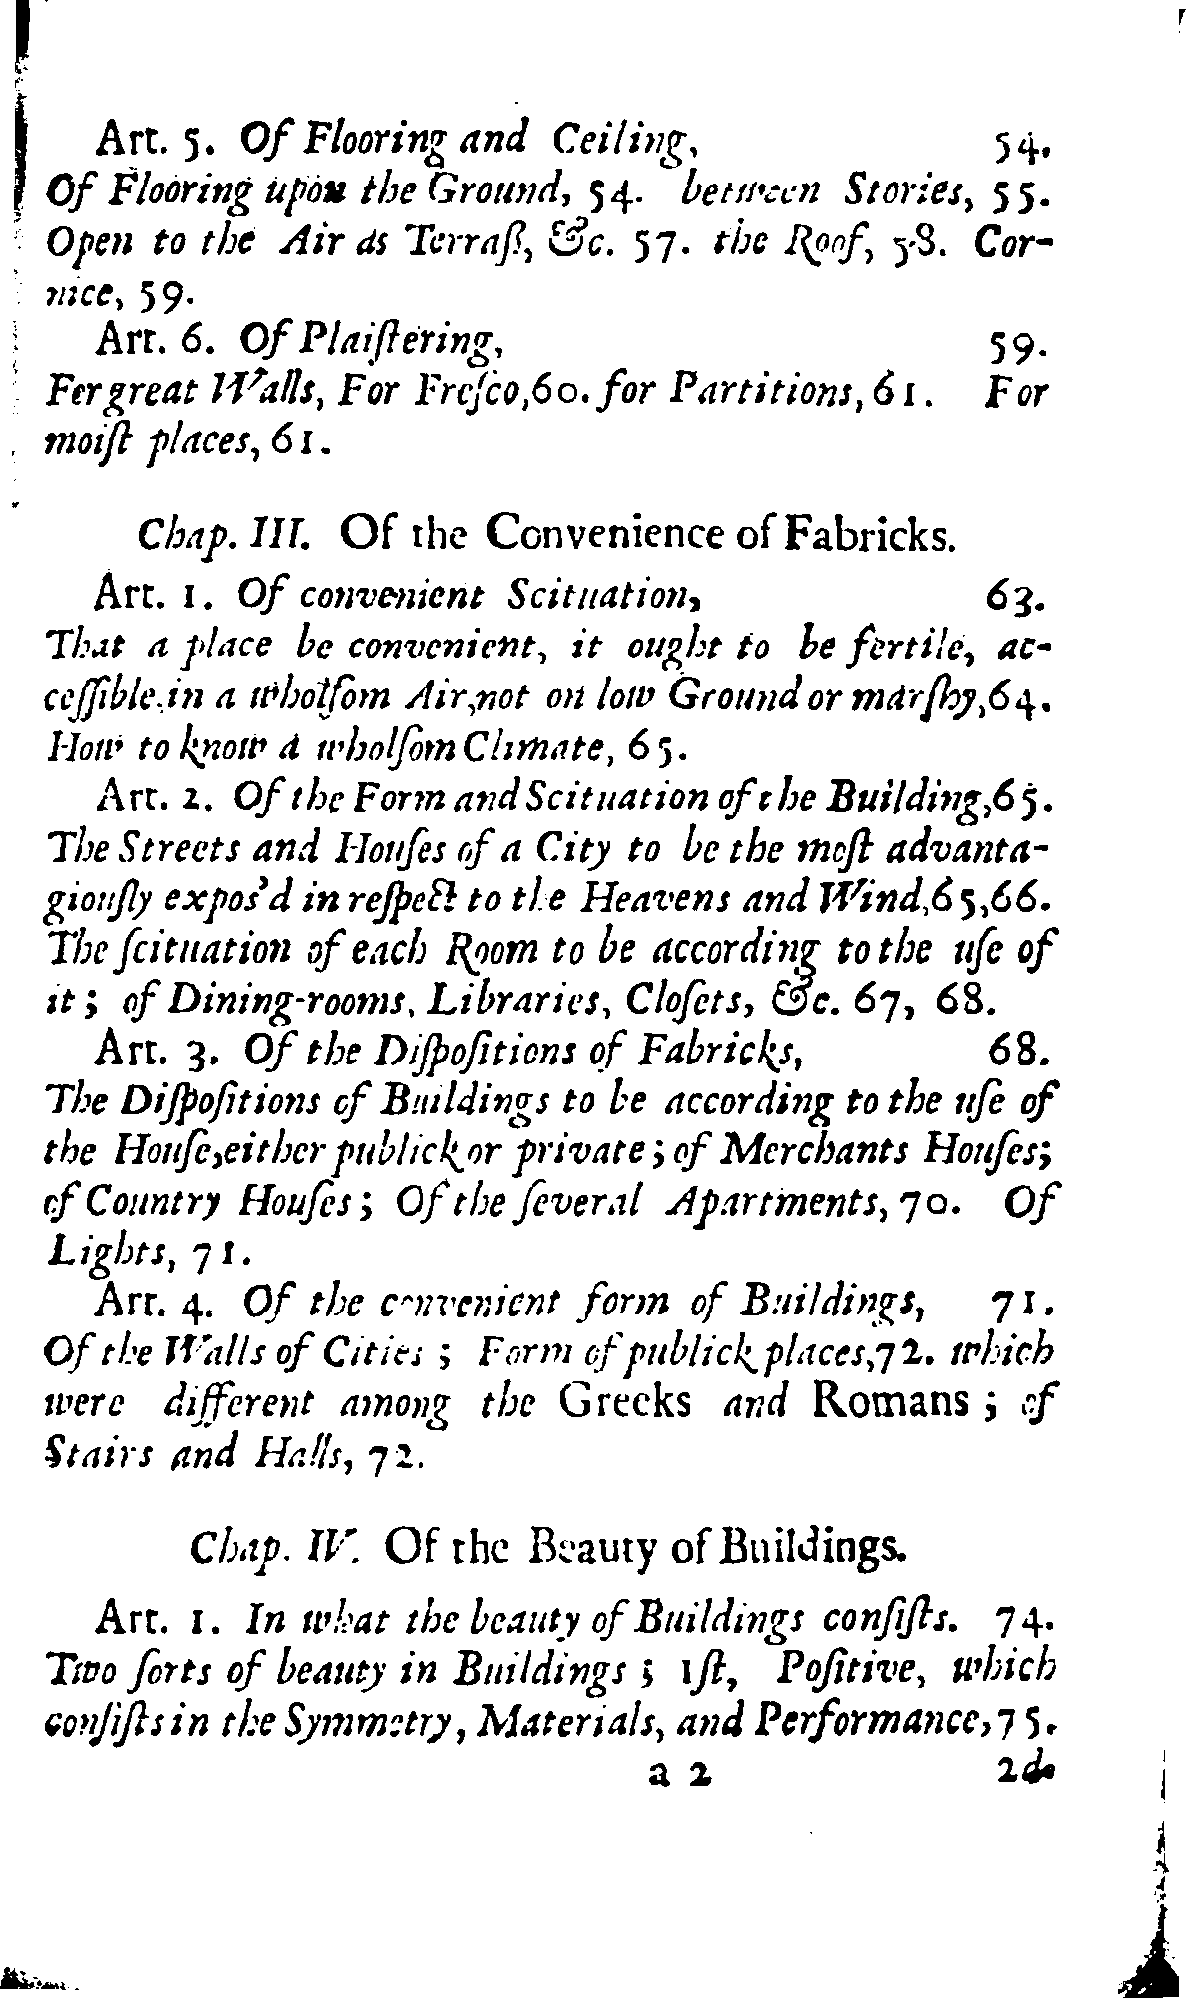 Art. 5. Of Flooring and Ceiling, 54.
Of Flooring upon the Ground, 54. between Stories, 55.
Open to the Air as Terraſs, &c. 57. the Roof, 58. Cor-
nice, 59.
Art. 6. Of Plaiſtering, 59.
For great Walls, For Freſco, 60. for Partitions, 61. For
moiſt places, 61.
Chap. III. Of the Convenience of Fabricks.
Art. 1. Of convenient Scituation, 63.
That a place be convenient, it ought to be fertile, ac-
ceſſible, in a wholſom Air, not on low Ground or marſhy, 64.
How to know a wholſom Climate, 65.
Art. 2. Of the Form and Scituation of the Building, 65.
The Streets and Houſes of a City to be the moſt advanta-
giouſly expos'd in reſpect to the Heavens and Wind, 65, 66.
The ſcituation of each Room to be according to the uſe of
it; of Dining-rooms, Libraries, Cloſets, &c. 67, 68.
Art. 3. Of the Diſpoſitions of Fabricks, 68.
The Diſpoſitions of Buildings to be according to the uſe of
the Houſe, either publick or private; of Merchants Houſes;
of Country Houſes; Of the ſeveral Apartments, 70. Of
Lights, 71.
Art. 4. Of the convenient form of Buildings, 71.
Of the Walls of Cities; Form of publick places, 72. which
were different among the Greeks and Romans; of
Stairs and Halls, 72.
Chap. IV. Of the Beauty of Buildings.
Art. 1. In what the beauty of Buildings conſiſts. 74.
Two ſorts of beauty in Buildings; 1ſt, Poſitive, which
conſiſts in the Symmetry, Materials, and Performance, 75.
a 2 2d.